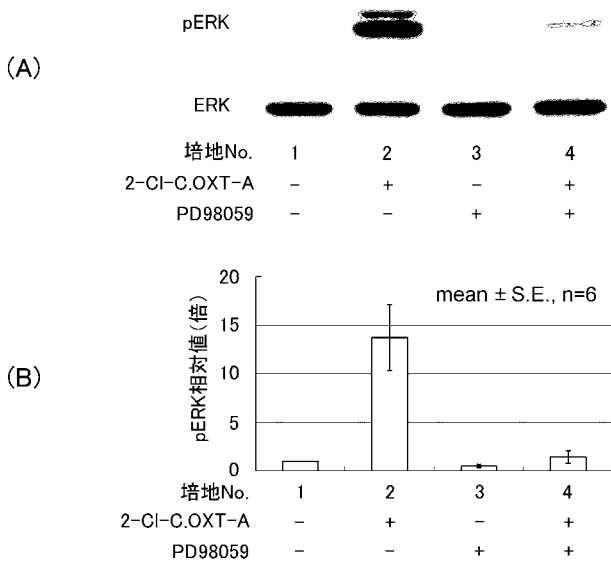 (A)
pERK
ERK
培地No. 1 2 3 4
2-Cl-C.OXT-A − + − +
PD98059 − − + +
(B)
pERK相対値(倍)
20
15
10
5
0
mean ± S.E., n=6
培地No. 1 2 3 4
2-Cl-C.OXT-A − + − +
PD98059 − − + +